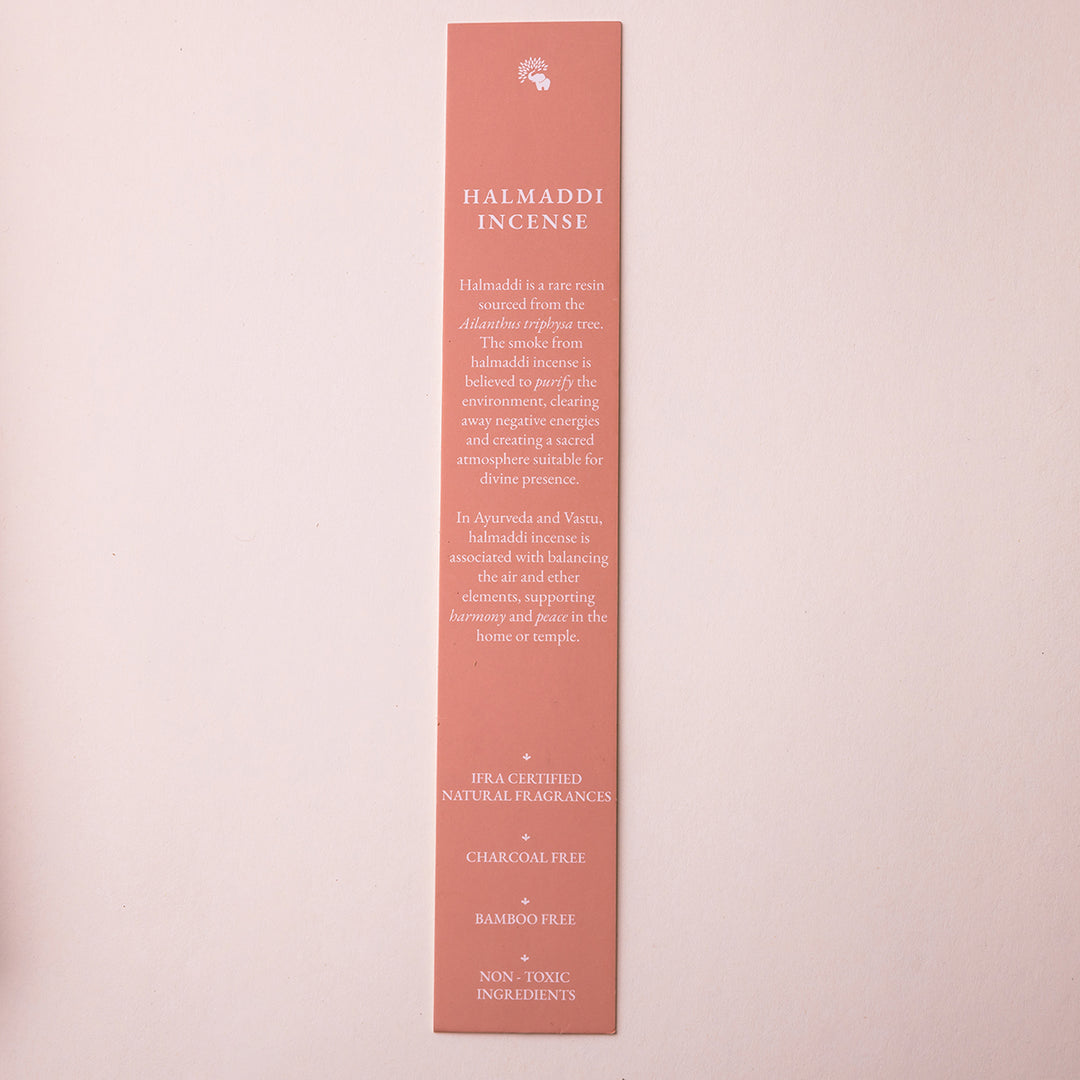 HALMADDI
INCENSE
Halmaddi is a rare resin
sourced from the
Ailanthus triphysa tree.
The smoke from
halmaddi incense is
believed to purify the
environment, clearing
away negative energies
and creating a sacred
atmosphere suitable for
divine presence.
In Ayurveda and Vastu,
halmaddi incense is
associated with balancing
the air and ether
elements, supporting
harmony and peace in the
home or temple.
IFRA CERTIFIED
NATURAL FRAGRANCES
CHARCOAL FREE
BAMBOO FREE
NON - TOXIC
INGREDIENTS